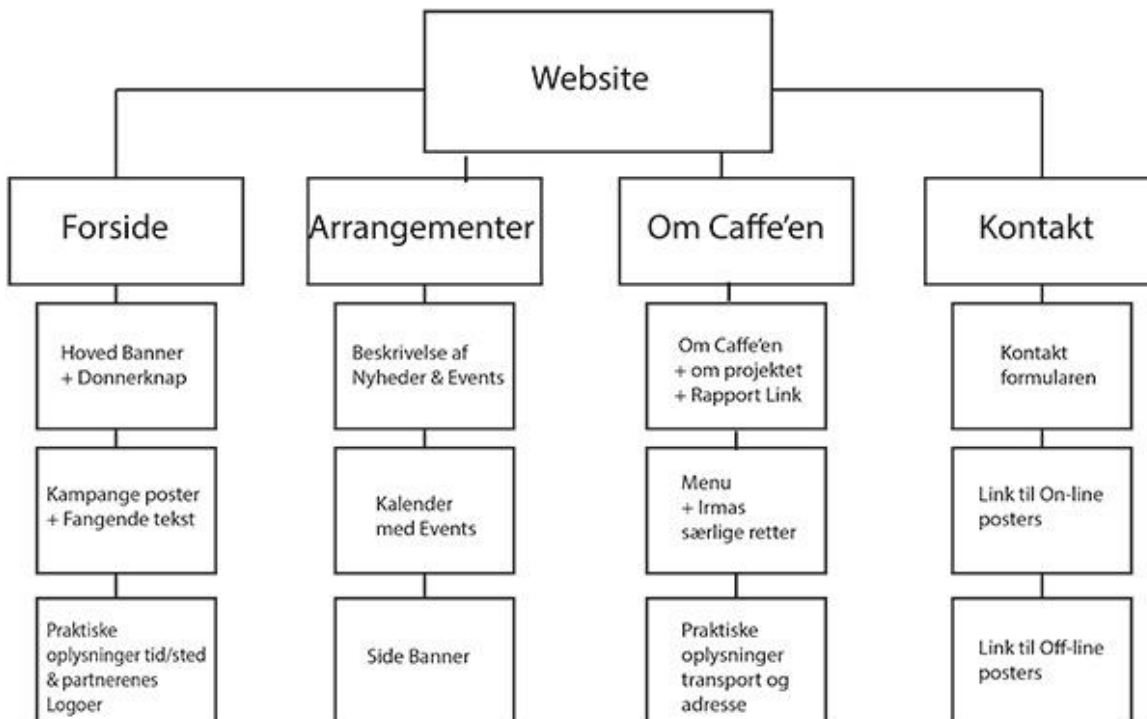 Website
Forside
Arrangementer
Om Caffe'en
Kontakt
Hoved Banner
+ Donnerknap
Beskrivelse af
Nyheder & Events
Om Caffe'en
+ om projektet
+ Rapport Link
Kontakt
formularen
Kampange poster
+ Fangende tekst
Kalender
med Events
Menu
+ Irmas
særlige retter
Link til On-line
posters
Praktiske
oplysninger tid/sted
& partnerenes
Logoer
Side Banner
Praktiske
oplysninger
transport og
adresse
Link til Off-line
posters